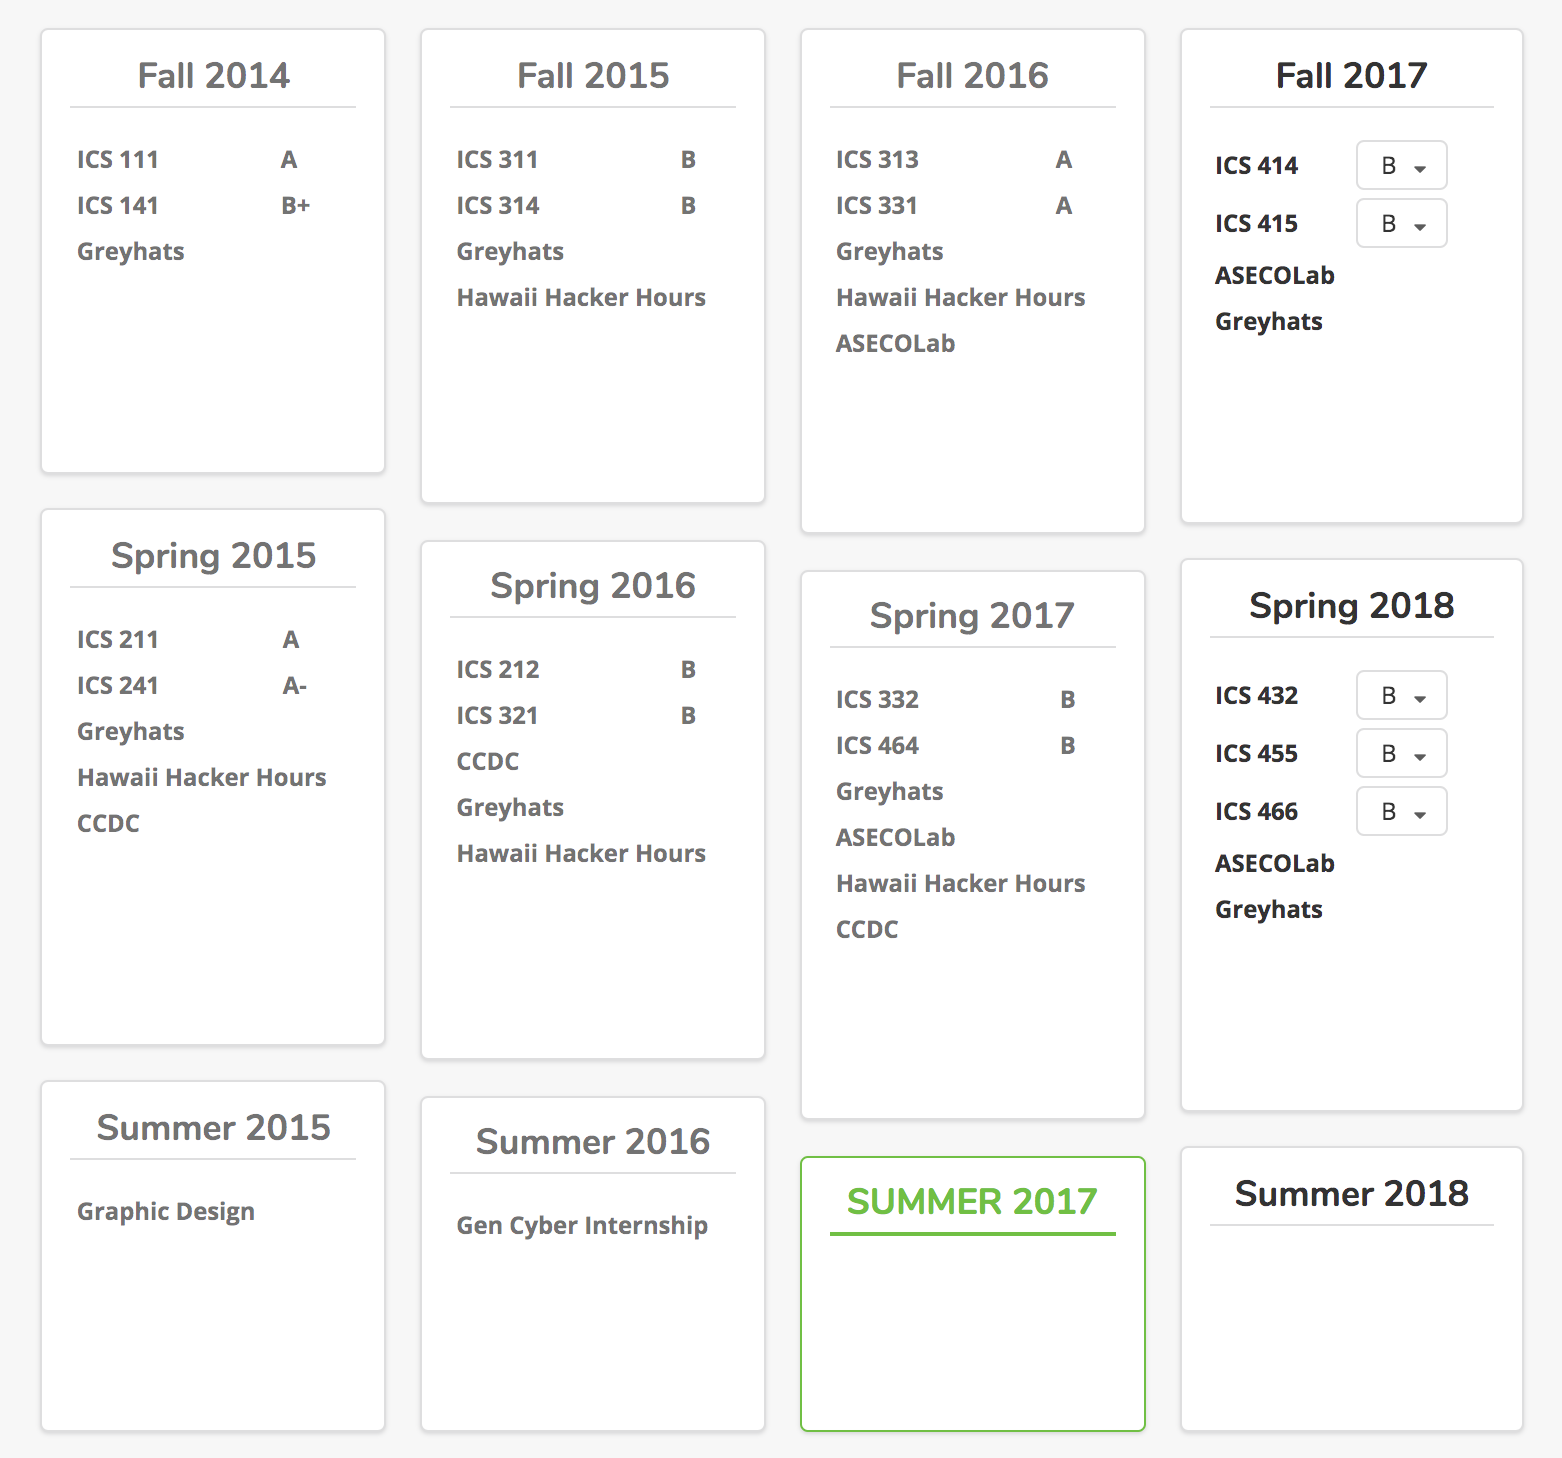 Fall 2014
ICS 111 A
ICS 141 B+
Greyhats
Spring 2015
ICS 211 A
ICS 241 A-
Greyhats
Hawaii Hacker Hours
CCDC
Summer 2015
Graphic Design
Fall 2015
ICS 311 B
ICS 314 B
Greyhats
Hawaii Hacker Hours
Spring 2016
ICS 212 B
ICS 321 B
CCDC
Greyhats
Hawaii Hacker Hours
Summer 2016
Gen Cyber Internship
Fall 2016
ICS 313 A
ICS 331 A
Greyhats
Hawaii Hacker Hours
ASECOLab
Spring 2017
ICS 332 B
ICS 464 B
Greyhats
ASECOLab
Hawaii Hacker Hours
CCDC
SUMMER 2017
Fall 2017
ICS 414 B
ICS 415 B
ASECOLab
Greyhats
Spring 2018
ICS 432 B
ICS 455 B
ICS 466 B
ASECOLab
Greyhats
Summer 2018